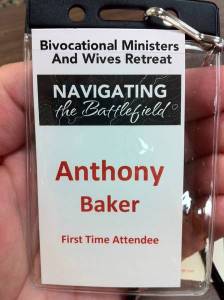 Bivocational Ministers
And Wives Retreat
NAVIGATING
the Battlefield
Anthony
Baker
First Time Attendee